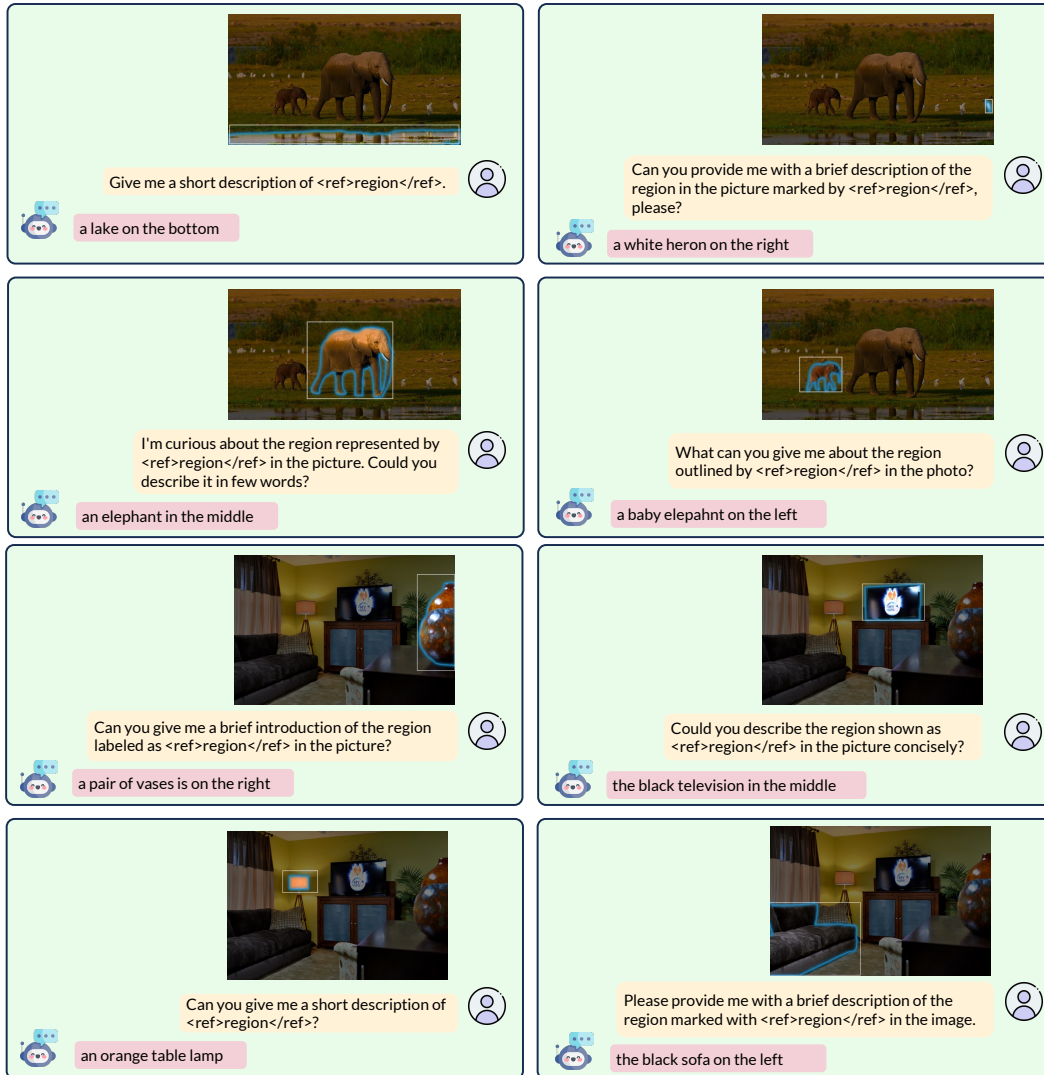 Give me a short description of <ref>region</ref>.
a lake on the bottom
Can you provide me with a brief description of the
region in the picture marked by <ref>region</ref>,
please?
a white heron on the right
I'm curious about the region represented by
<ref>region</ref> in the picture. Could you
describe it in few words?
an elephant in the middle
What can you give me about the region
outlined by <ref>region</ref> in the photo?
a baby elepahnt on the left
Can you give me a brief introduction of the region
labeled as <ref>region</ref> in the picture?
a pair of vases is on the right
Could you describe the region shown as
<ref>region</ref> in the picture concisely?
the black television in the middle
Can you give me a short description of
<ref>region</ref>?
an orange table lamp
Please provide me with a brief description of the
region marked with <ref>region</ref> in the image.
the black sofa on the left